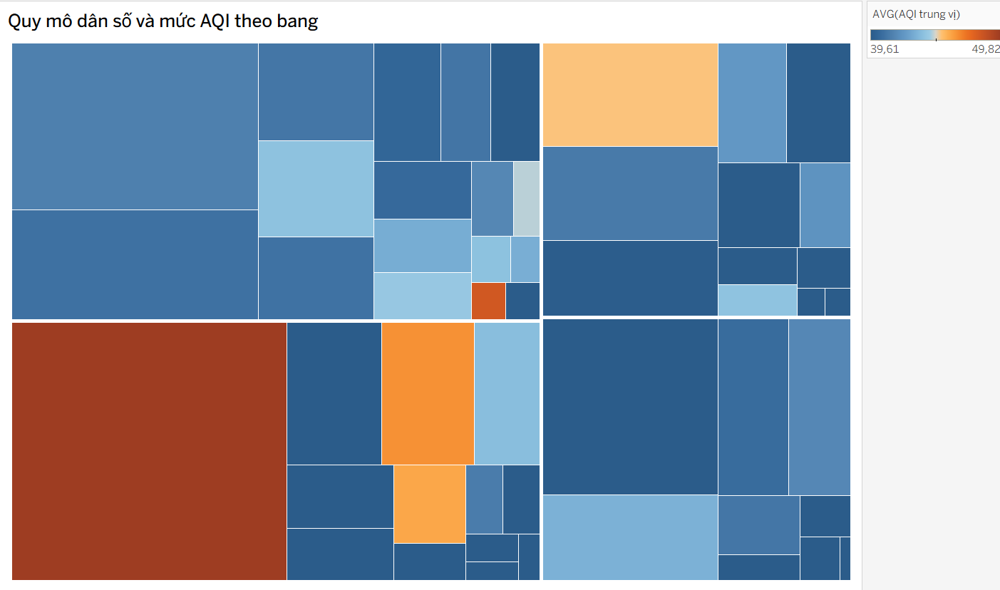 Quy mô dân số và mức AQI theo bang
AVG(AQI trung vị)
39,61 49,82